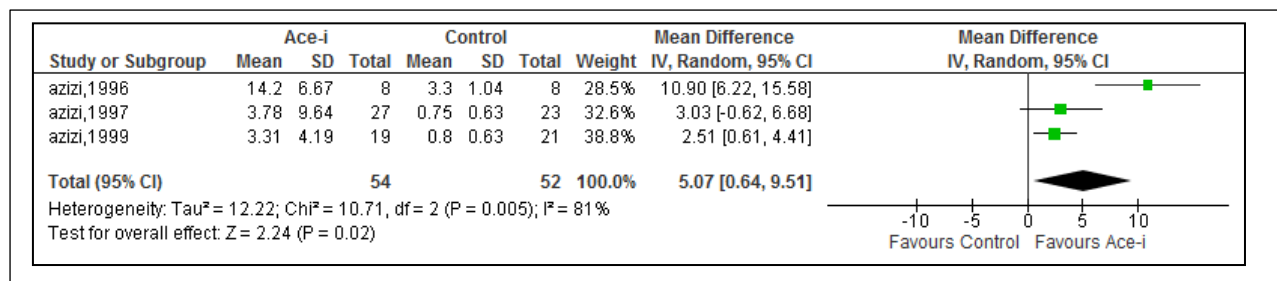 Ace-i Control Mean Difference Mean Difference
Study or Subgroup Mean SD Total Mean SD Total Weight IV, Random, 95% CI IV, Random, 95% CI
azizi,1996 14.2 6.67 8 3.3 1.04 8 28.5% 10.90 [6.22, 15.58]
azizi,1997 3.78 9.64 27 0.75 0.63 23 32.6% 3.03 [-0.62, 6.68]
azizi,1999 3.31 4.19 19 0.8 0.63 21 38.8% 2.51 [0.61, 4.41]
Total (95% CI) 54 52 100.0% 5.07 [0.64, 9.51]
Heterogeneity: Tau² = 12.22; Chi² = 10.71, df = 2 (P = 0.005); I² = 81%
Test for overall effect: Z = 2.24 (P = 0.02)
-10 -5 0 5 10
Favours Control Favours Ace-i